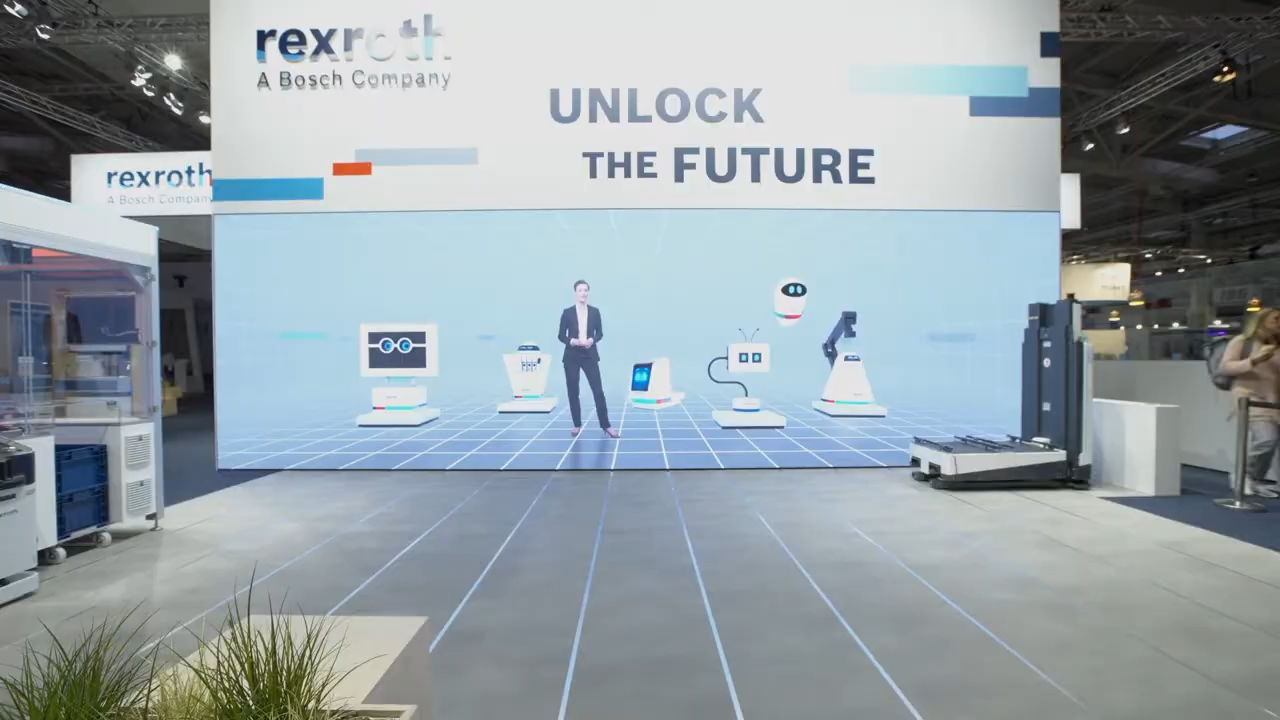 rexroth
A Bosch Company
UNLOCK
THE FUTURE
rexroth
A Bosch Company